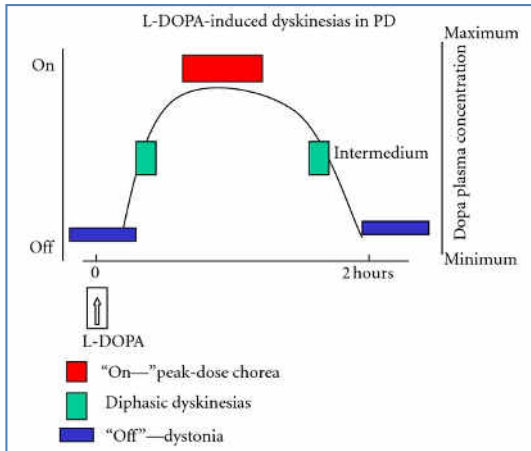 L-DOPA-induced dyskinesias in PD
On
Off
Maximum
Dopa plasma concentration
Intermedium
Minimum
0
2 hours
L-DOPA
“On—”peak-dose chorea
Diphasic dyskinesias
“Off”—dystonia